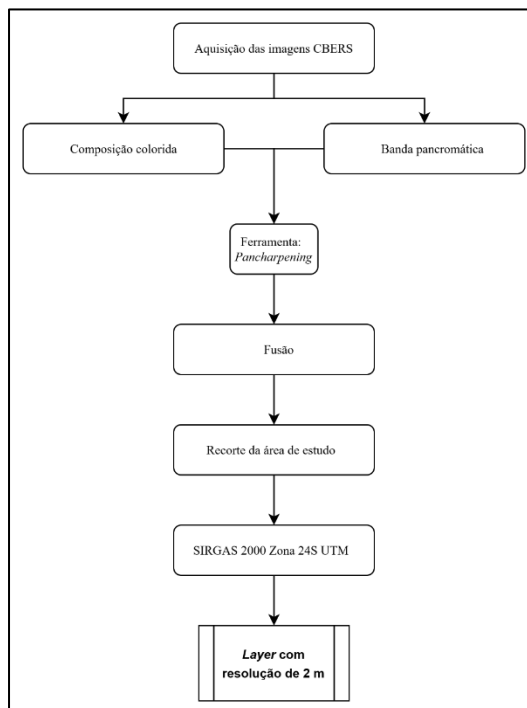 Aquisição das imagens CBERS
Composição colorida
Banda pancromática
Ferramenta:
Pancharpening
Fusão
Recorte da área de estudo
SIRGAS 2000 Zona 24S UTM
Layer com
resolução de 2 m